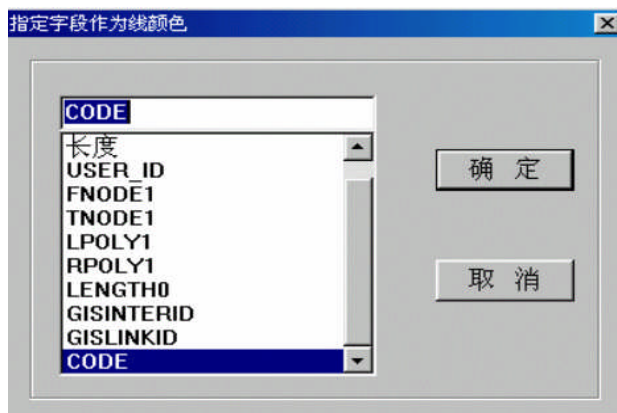 指定字段作为线颜色
CODE
长度
USER_ID
FNODE1
TNODE1
LPOLY1
RPOLY1
LENGTH0
GISINTERID
GISLINKID
CODE
确 定
取 消